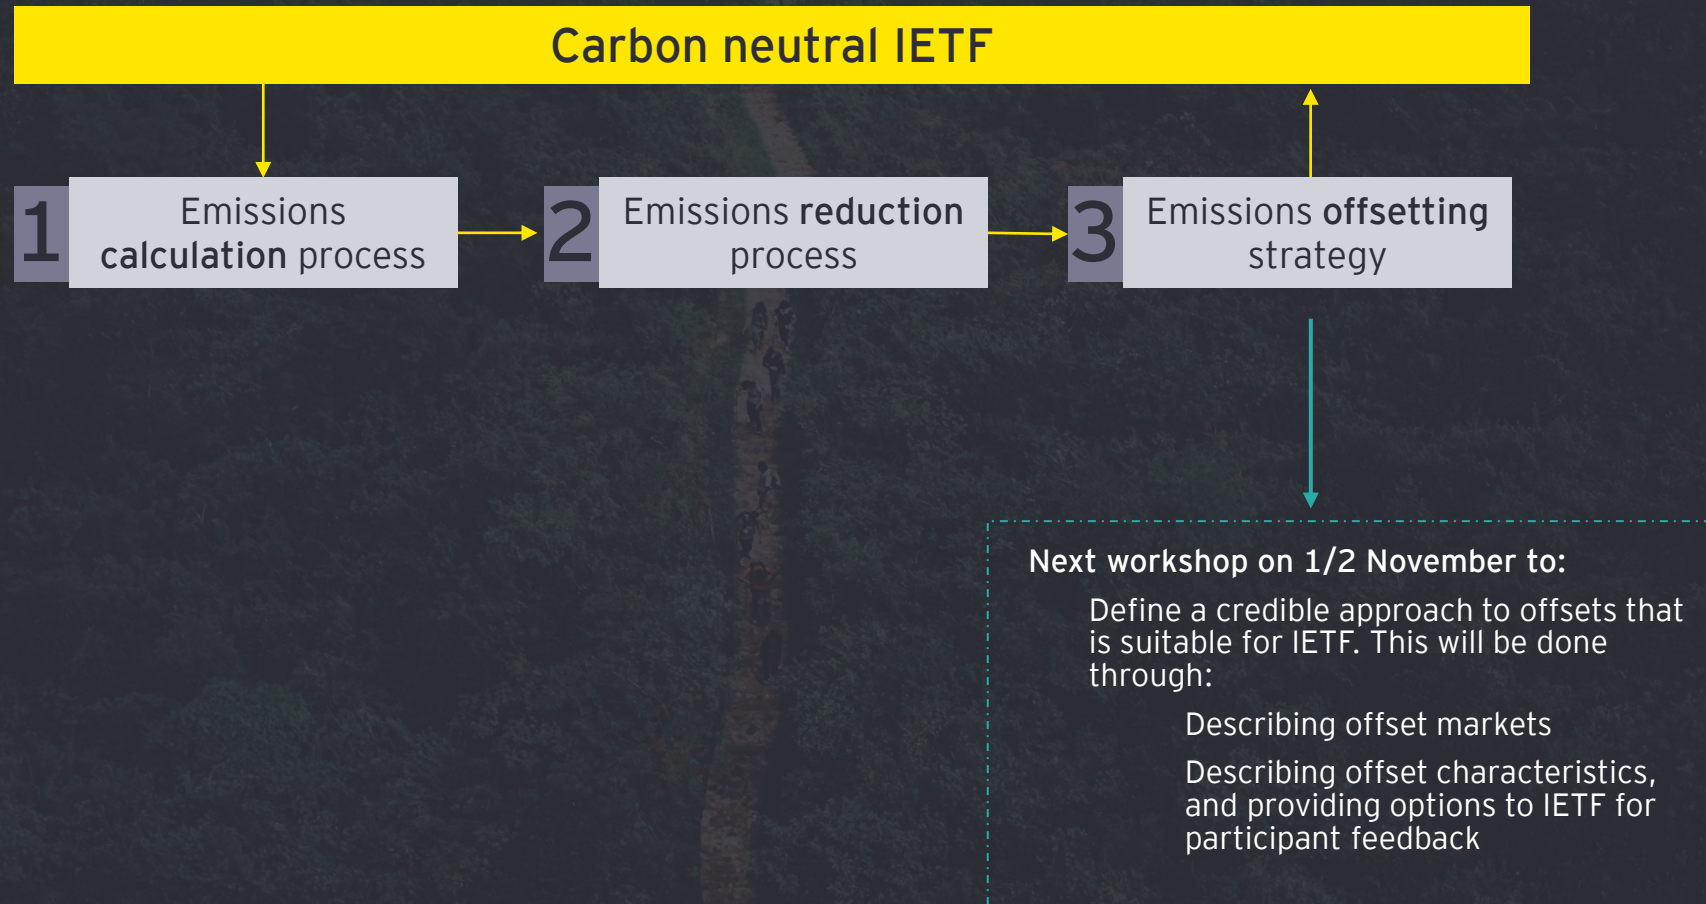 Carbon neutral IETF
1
Emissions
calculation process
2
Emissions reduction
process
3
Emissions offsetting
strategy
Next workshop on 1/2 November to:
Define a credible approach to offsets that
is suitable for IETF. This will be done
through:
Describing offset markets
Describing offset characteristics,
and providing options to IETF for
participant feedback